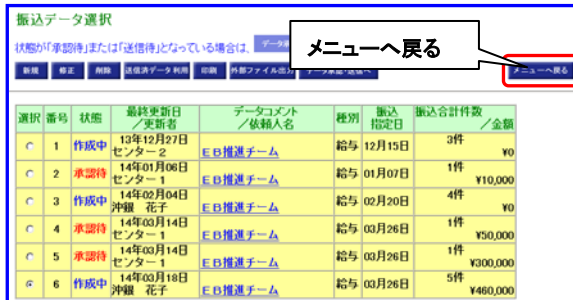 振込データ選択
状態が「承認待」または「送信待」となっている場合は、
メニューへ戻る
新規 修正 削除 送信済データ利用 印刷 外部ファイル出力 データ承認・送信へ メニューへ戻る
選択 番号 状態 最終更新日／更新者 データコメント／依頼人名 種別 振込指定日 振込合計件数／金額
1 作成中 13年12月27日 センター2 EB推進チーム 給与 12月15日 3件 ¥0
2 承認待 14年01月06日 センター1 EB推進チーム 給与 01月07日 1件 ¥10,000
3 作成中 14年02月04日 沖銀 花子 EB推進チーム 給与 02月20日 4件 ¥0
4 承認待 14年03月14日 センター1 EB推進チーム 給与 03月26日 1件 ¥50,000
5 承認待 14年03月14日 センター1 EB推進チーム 給与 03月26日 1件 ¥300,000
6 作成中 14年03月18日 沖銀 花子 EB推進チーム 給与 03月26日 5件 ¥460,000